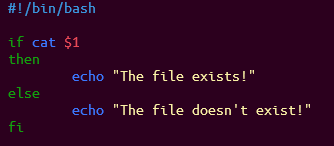 #!/bin/bash
if cat $1
then
echo "The file exists!"
else
echo "The file doesn't exist!"
fi